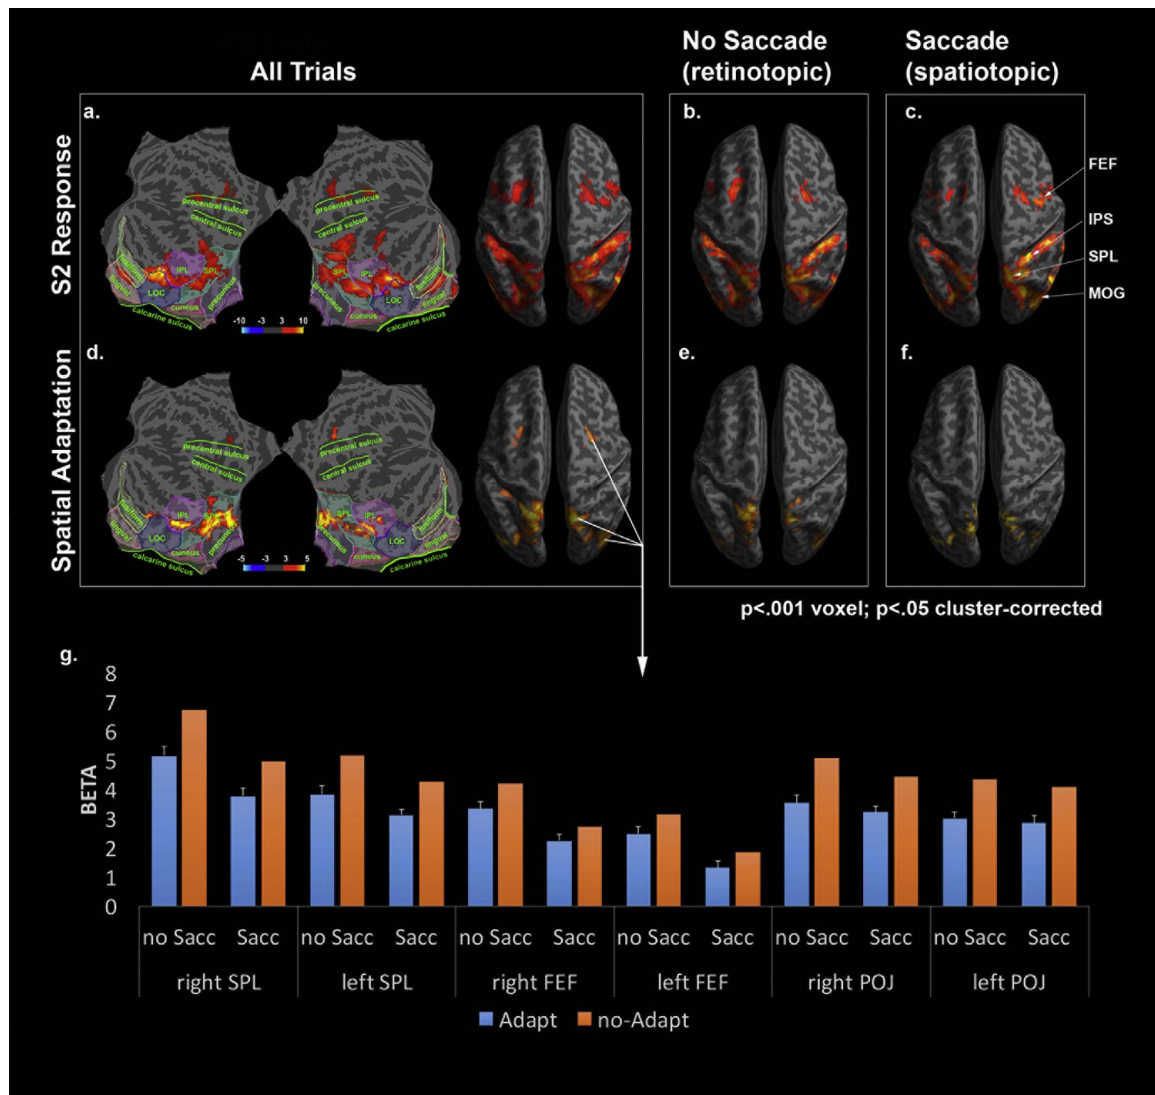 All Trials
No Saccade
(retinotopic)
Saccade
(spatiotopic)
S2 Response
a.
precentral sulcus
central sulcus
fusiform
lingual
IPL
SPL
LOC
cuneus
precuneus
calcarine sulcus
precentral sulcus
central sulcus
SPL
IPL
precuneus
LOC
cuneus
fusiform
lingual
calcarine sulcus
-10 -3 3 10
b.
c.
FEF
IPS
SPL
MOG
Spatial Adaptation
d.
precentral sulcus
central sulcus
fusiform
lingual
IPL
LOC
cuneus
precuneus
calcarine sulcus
precentral sulcus
central sulcus
SPL
IPL
LOC
cuneus
fusiform
lingual
calcarine sulcus
-5 -3 3 5
e.
f.
p<.001 voxel; p<.05 cluster-corrected
g.
BETA
8
7
6
5
4
3
2
1
0
no Sacc Sacc no Sacc Sacc no Sacc Sacc no Sacc Sacc no Sacc Sacc no Sacc Sacc
right SPL left SPL right FEF left FEF right POJ left POJ
Adapt no-Adapt